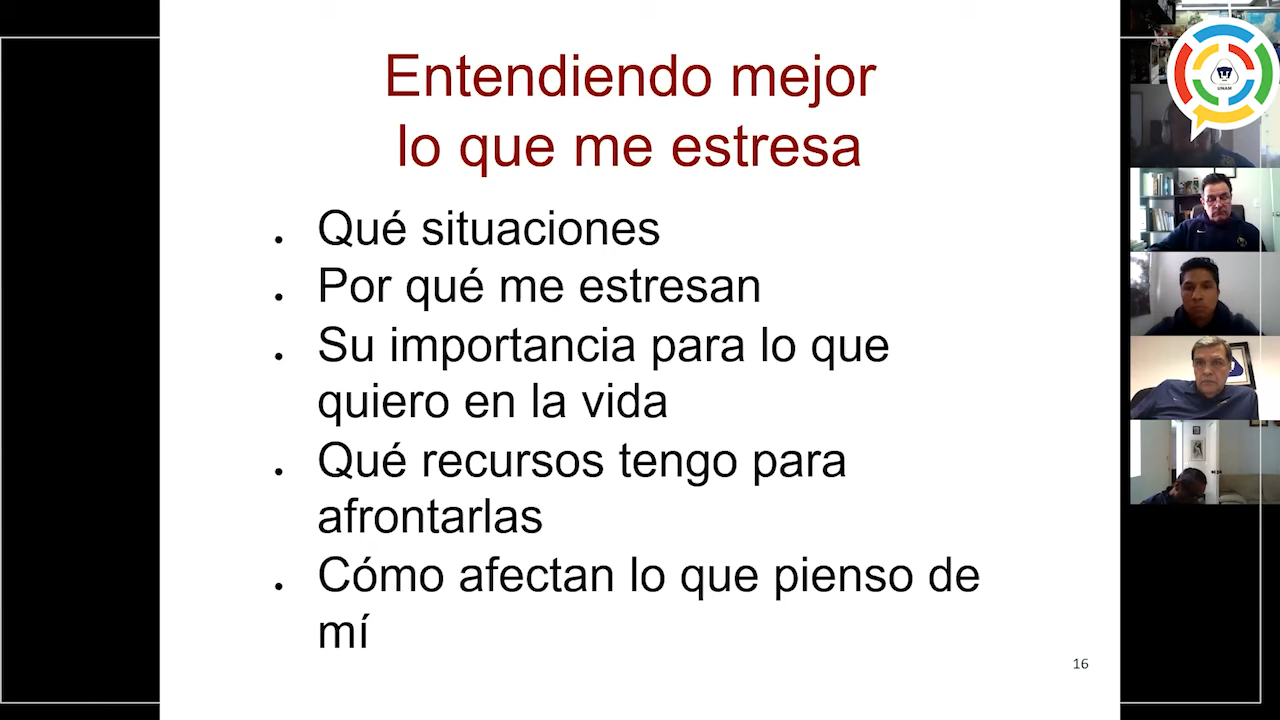 Entendiendo mejor
lo que me estresa
• Qué situaciones
• Por qué me estresan
• Su importancia para lo que
quiero en la vida
• Qué recursos tengo para
afrontarlas
• Cómo afectan lo que pienso de
mí
16
UNAM